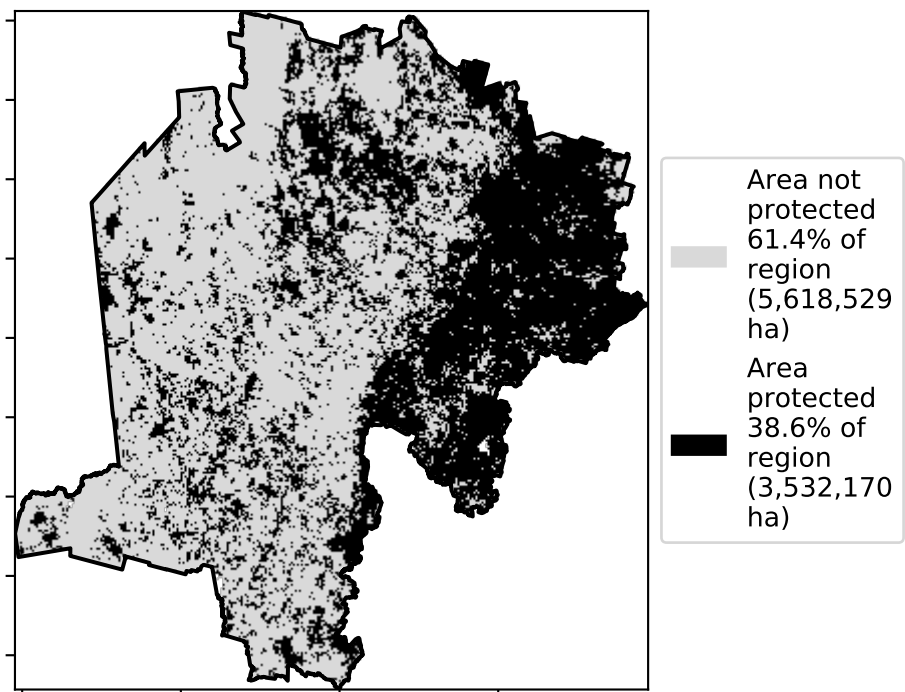 Area not
protected
61.4% of
region
(5,618,529
ha)
Area
protected
38.6% of
region
(3,532,170
ha)